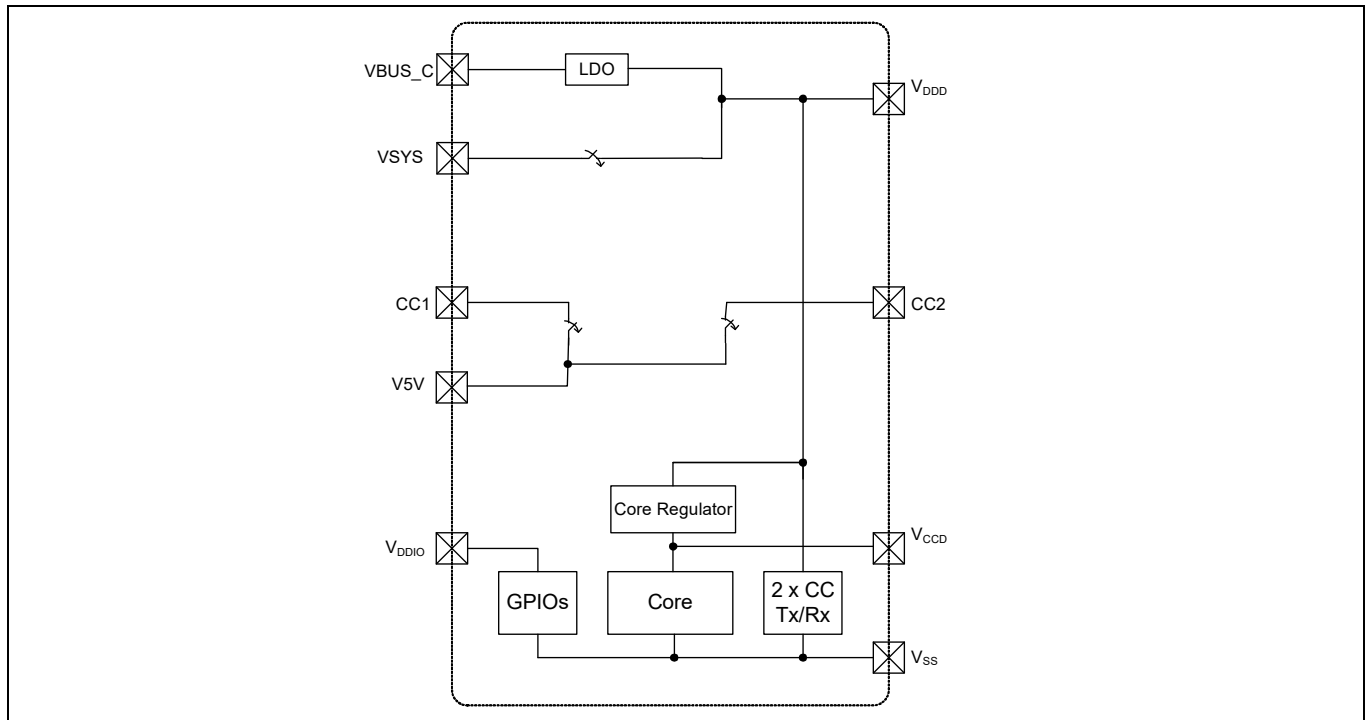 VBUS_C
LDO
VDDD
VSYS
CC1
CC2
V5V
Core Regulator
VDDIO
VCCD
GPIOs
Core
2 x CC
Tx/Rx
VSS